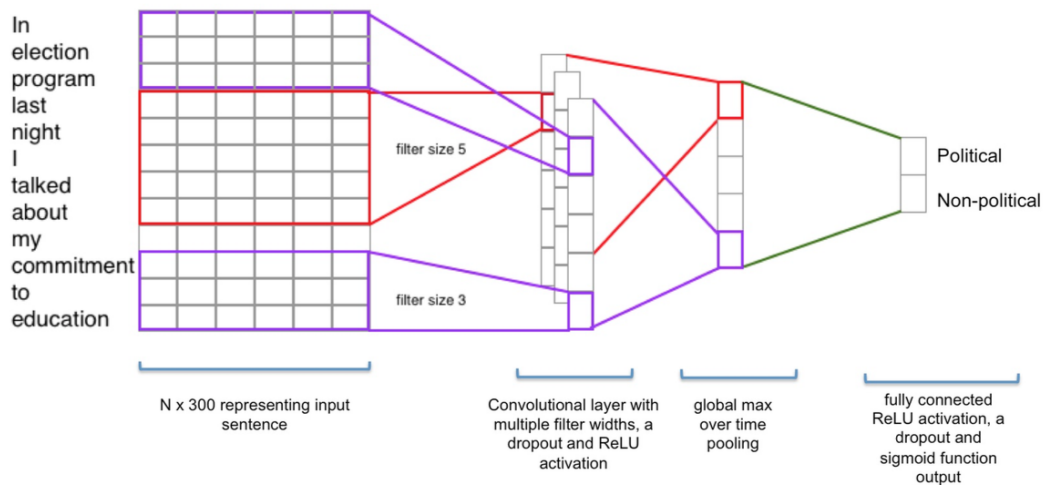 In
election
program
last
night
I
talked
about
my
commitment
to
education
filter size 5
filter size 3
Political
Non-political
N x 300 representing input
sentence
Convolutional layer with
multiple filter widths, a
dropout and ReLU
activation
global max
over time
pooling
fully connected
ReLU activation, a
dropout and
sigmoid function
output